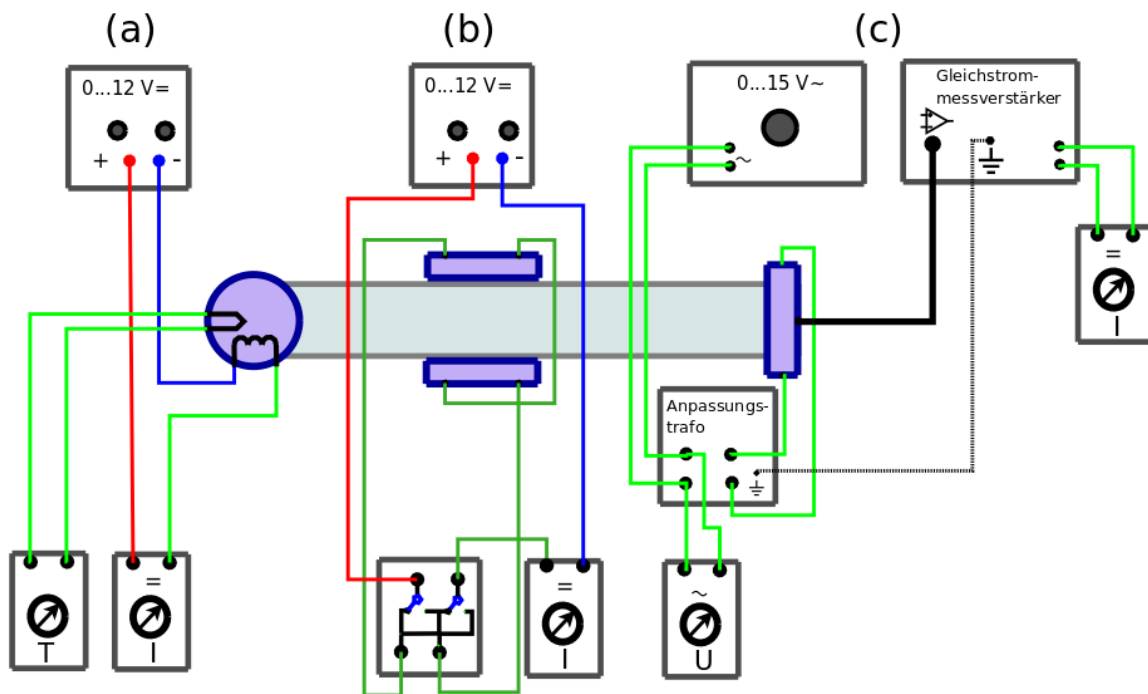 (a)
(b)
(c)
0...12 V=
+ -
0...12 V=
+ -
0...15 V~
~
Gleichstrom-
messverstärker
=
I
Anpassungs-
trafo
T
=
I
=
I
~
U